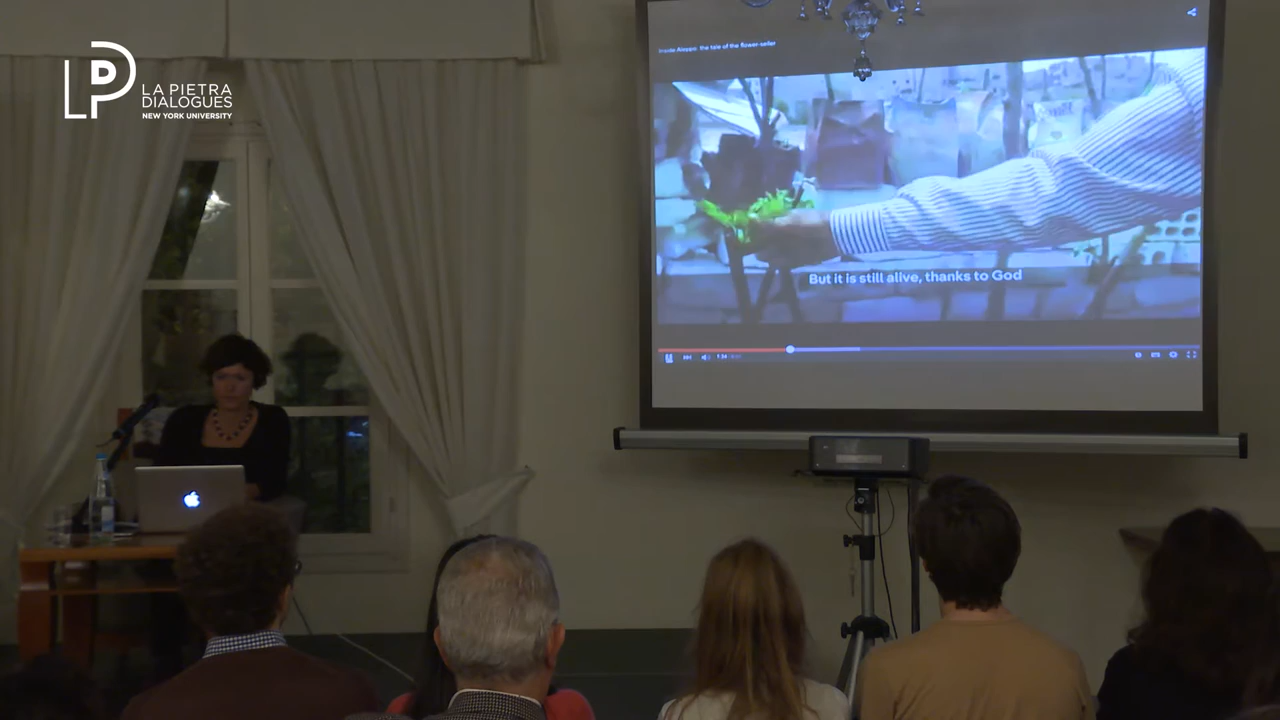 LA PIETRA
DIALOGUES
NEW YORK UNIVERSITY
Inside Aleppo: the tale of the flower-seller
But it is still alive, thanks to God